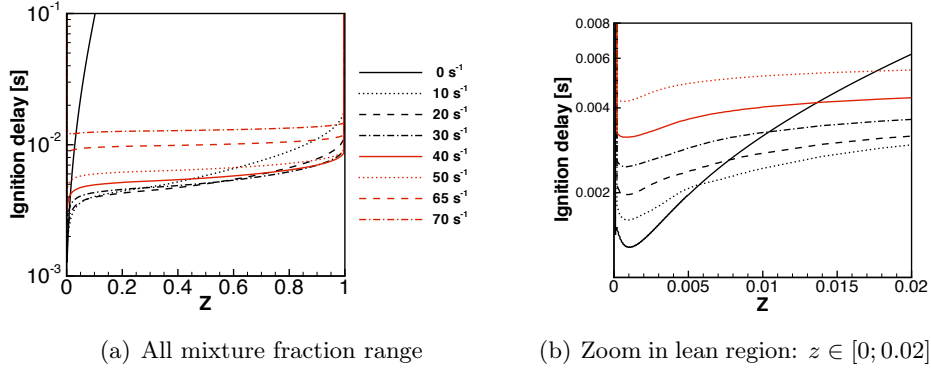 10⁻¹
10⁻²
10⁻³
Ignition delay [s]
0 0.2 0.4 0.6 0.8 1
Z
0 s⁻¹
10 s⁻¹
20 s⁻¹
30 s⁻¹
40 s⁻¹
50 s⁻¹
65 s⁻¹
70 s⁻¹
(a) All mixture fraction range
0.008
0.006
0.004
0.002
Ignition delay [s]
0 0.005 0.01 0.015 0.02
Z
(b) Zoom in lean region: z ∈ [0; 0.02]